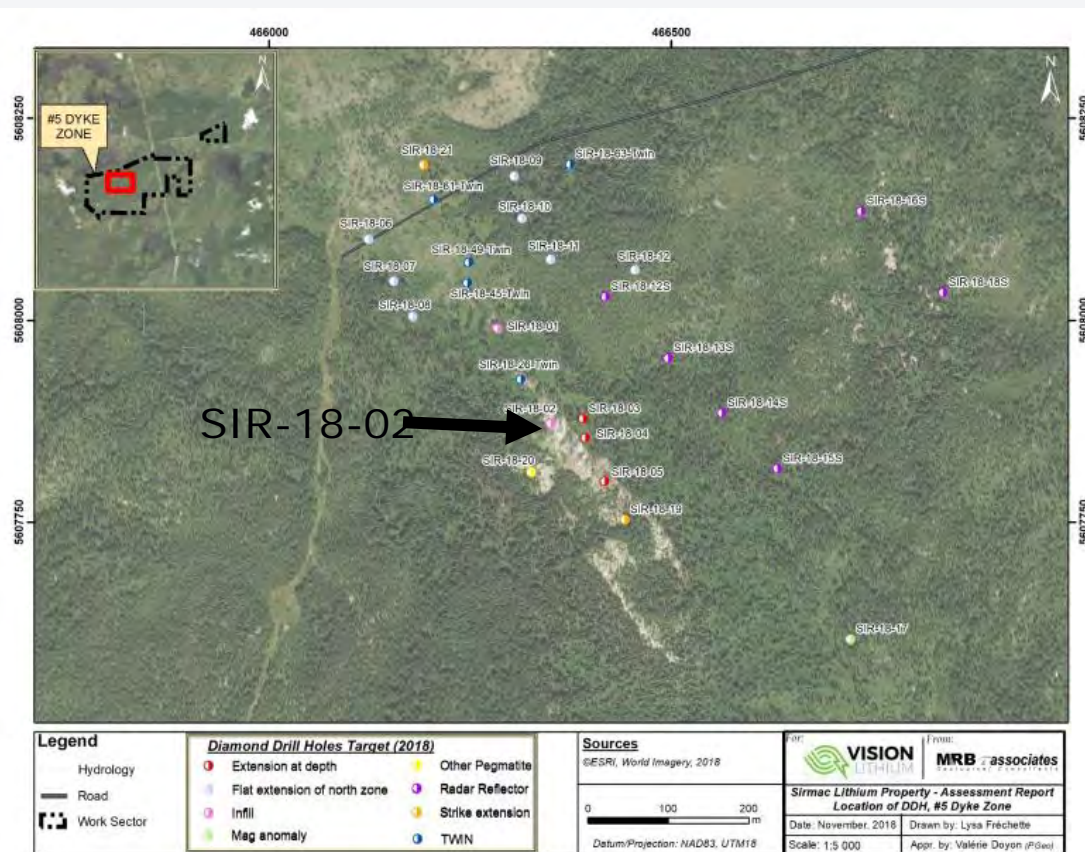 466000
466500
5608250
5608250
N
N
#5 DYKE
ZONE
SIR-18-21
SIR-18-09
SIR-18-63-Twin
SIR-18-61-Twin
SIR-18-10
SIR-18-16S
SIR-18-06
SIR-18-49-Twin
SIR-18-11
SIR-18-12
SIR-18-07
SIR-18-45-Twin
SIR-18-12S
SIR-18-18S
SIR-18-08
5608000
5608000
SIR-18-01
SIR-18-13S
SIR-18-28-Twin
SIR-18-02
SIR-18-02
SIR-18-03
SIR-18-14S
SIR-18-04
SIR-18-20
SIR-18-05
SIR-18-15S
SIR-18-19
5607750
5607750
SIR-18-17
Legend
Hydrology
Road
Work Sector
Diamond Drill Holes Target (2018)
Extension at depth
Flat extension of north zone
Infill
Mag anomaly
Other Pegmatite
Radar Reflector
Strike extension
TWIN
Sources
©ESRI, World Imagery, 2018
0 100 200
m
Datum/Projection: NAD83, UTM18
For:
VISION
LITHIUM
From:
MRB associates
Geological Consultants
Sirmac Lithium Property - Assessment Report
Location of DDH, #5 Dyke Zone
Date: November, 2018
Drawn by: Lysa Fréchette
Scale: 1:5 000
Appr. by: Valérie Doyon (PGeo)